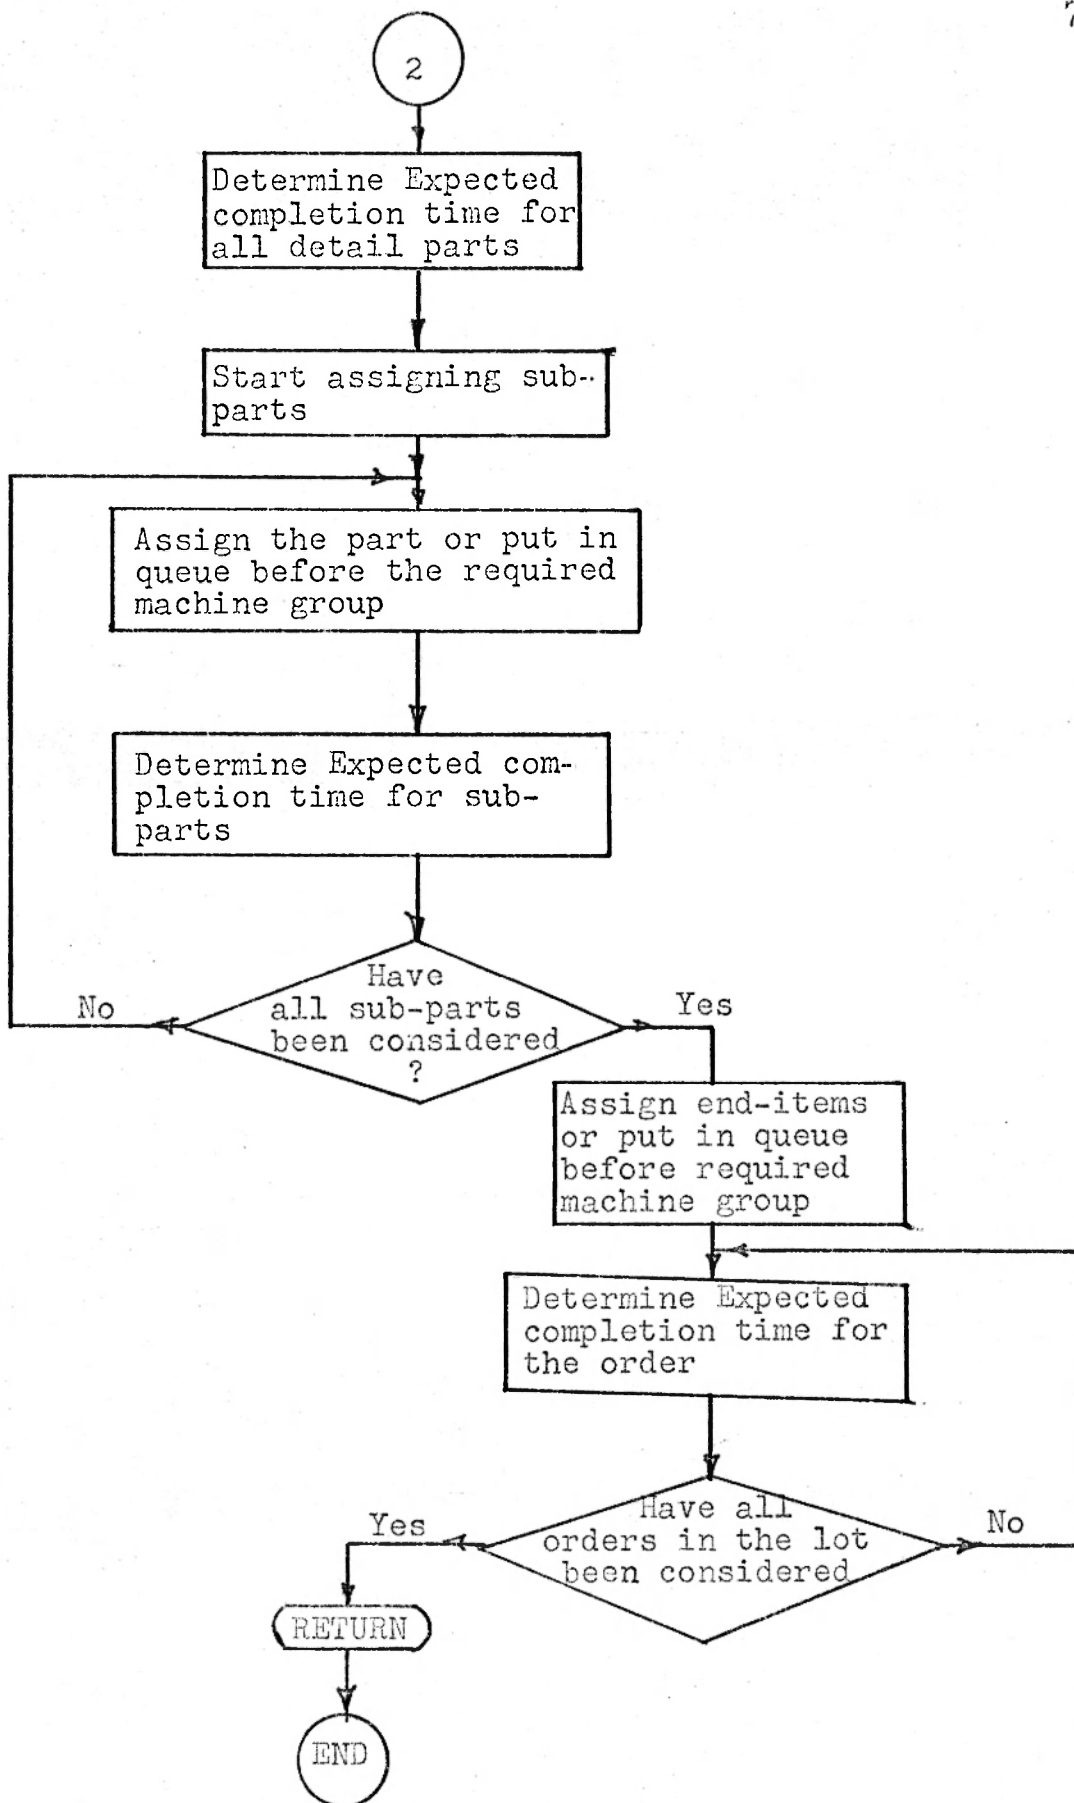 2
Determine Expected
completion time for
all detail parts
Start assigning sub-
parts
Assign the part or put in
queue before the required
machine group
Determine Expected com-
pletion time for sub-
parts
Have
all sub-parts
been considered
?
No
Yes
Assign end-items
or put in queue
before required
machine group
Determine Expected
completion time for
the order
Have all
orders in the lot
been considered
Yes
No
RETURN
END